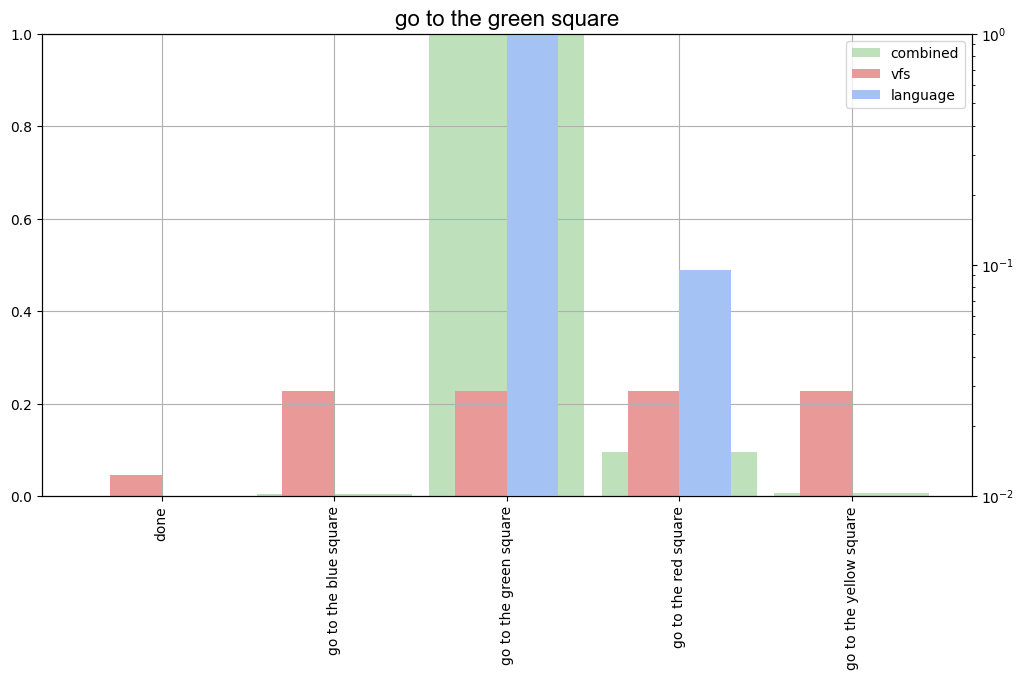 go to the green square
combined
vfs
language
1.0
0.8
0.6
0.4
0.2
0.0
10^0
10^-1
10^-2
done
go to the blue square
go to the green square
go to the red square
go to the yellow square